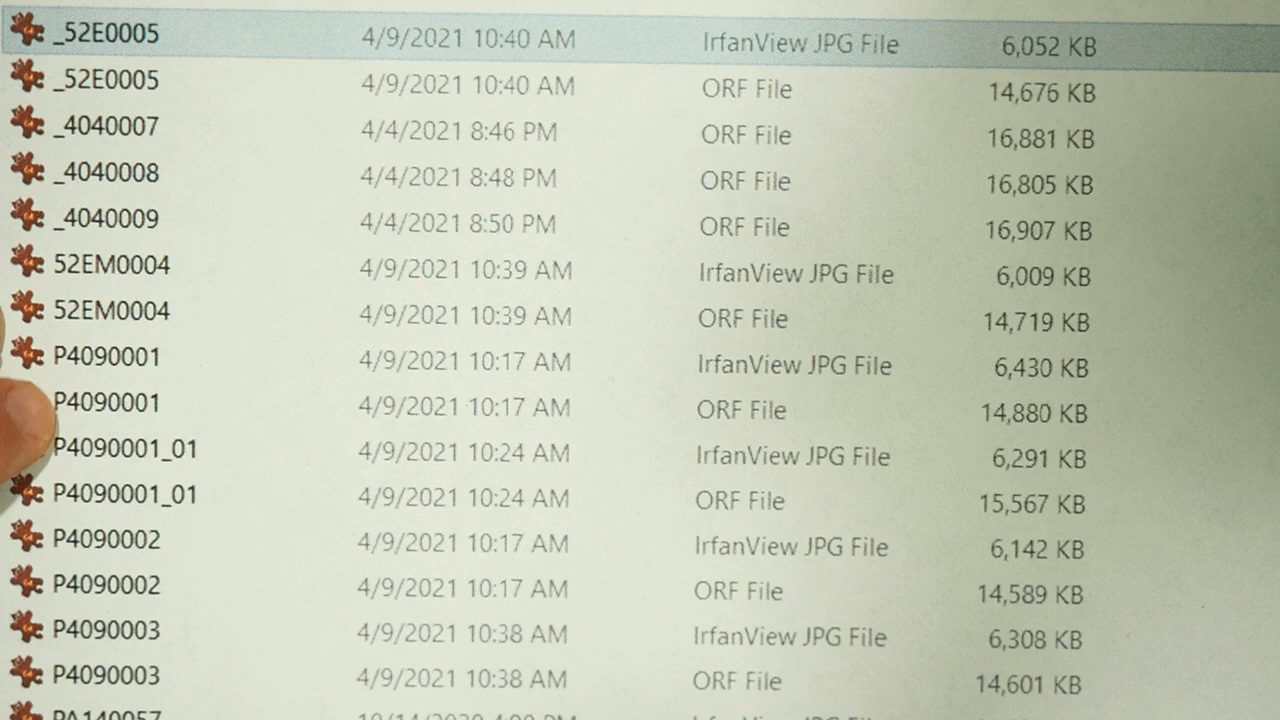 _52E0005 4/9/2021 10:40 AM IrfanView JPG File 6,052 KB
_52E0005 4/9/2021 10:40 AM ORF File 14,676 KB
_4040007 4/4/2021 8:46 PM ORF File 16,881 KB
_4040008 4/4/2021 8:48 PM ORF File 16,805 KB
_4040009 4/4/2021 8:50 PM ORF File 16,907 KB
52EM0004 4/9/2021 10:39 AM IrfanView JPG File 6,009 KB
52EM0004 4/9/2021 10:39 AM ORF File 14,719 KB
P4090001 4/9/2021 10:17 AM IrfanView JPG File 6,430 KB
P4090001 4/9/2021 10:17 AM ORF File 14,880 KB
P4090001_01 4/9/2021 10:24 AM IrfanView JPG File 6,291 KB
P4090001_01 4/9/2021 10:24 AM ORF File 15,567 KB
P4090002 4/9/2021 10:17 AM IrfanView JPG File 6,142 KB
P4090002 4/9/2021 10:17 AM ORF File 14,589 KB
P4090003 4/9/2021 10:38 AM IrfanView JPG File 6,308 KB
P4090003 4/9/2021 10:38 AM ORF File 14,601 KB